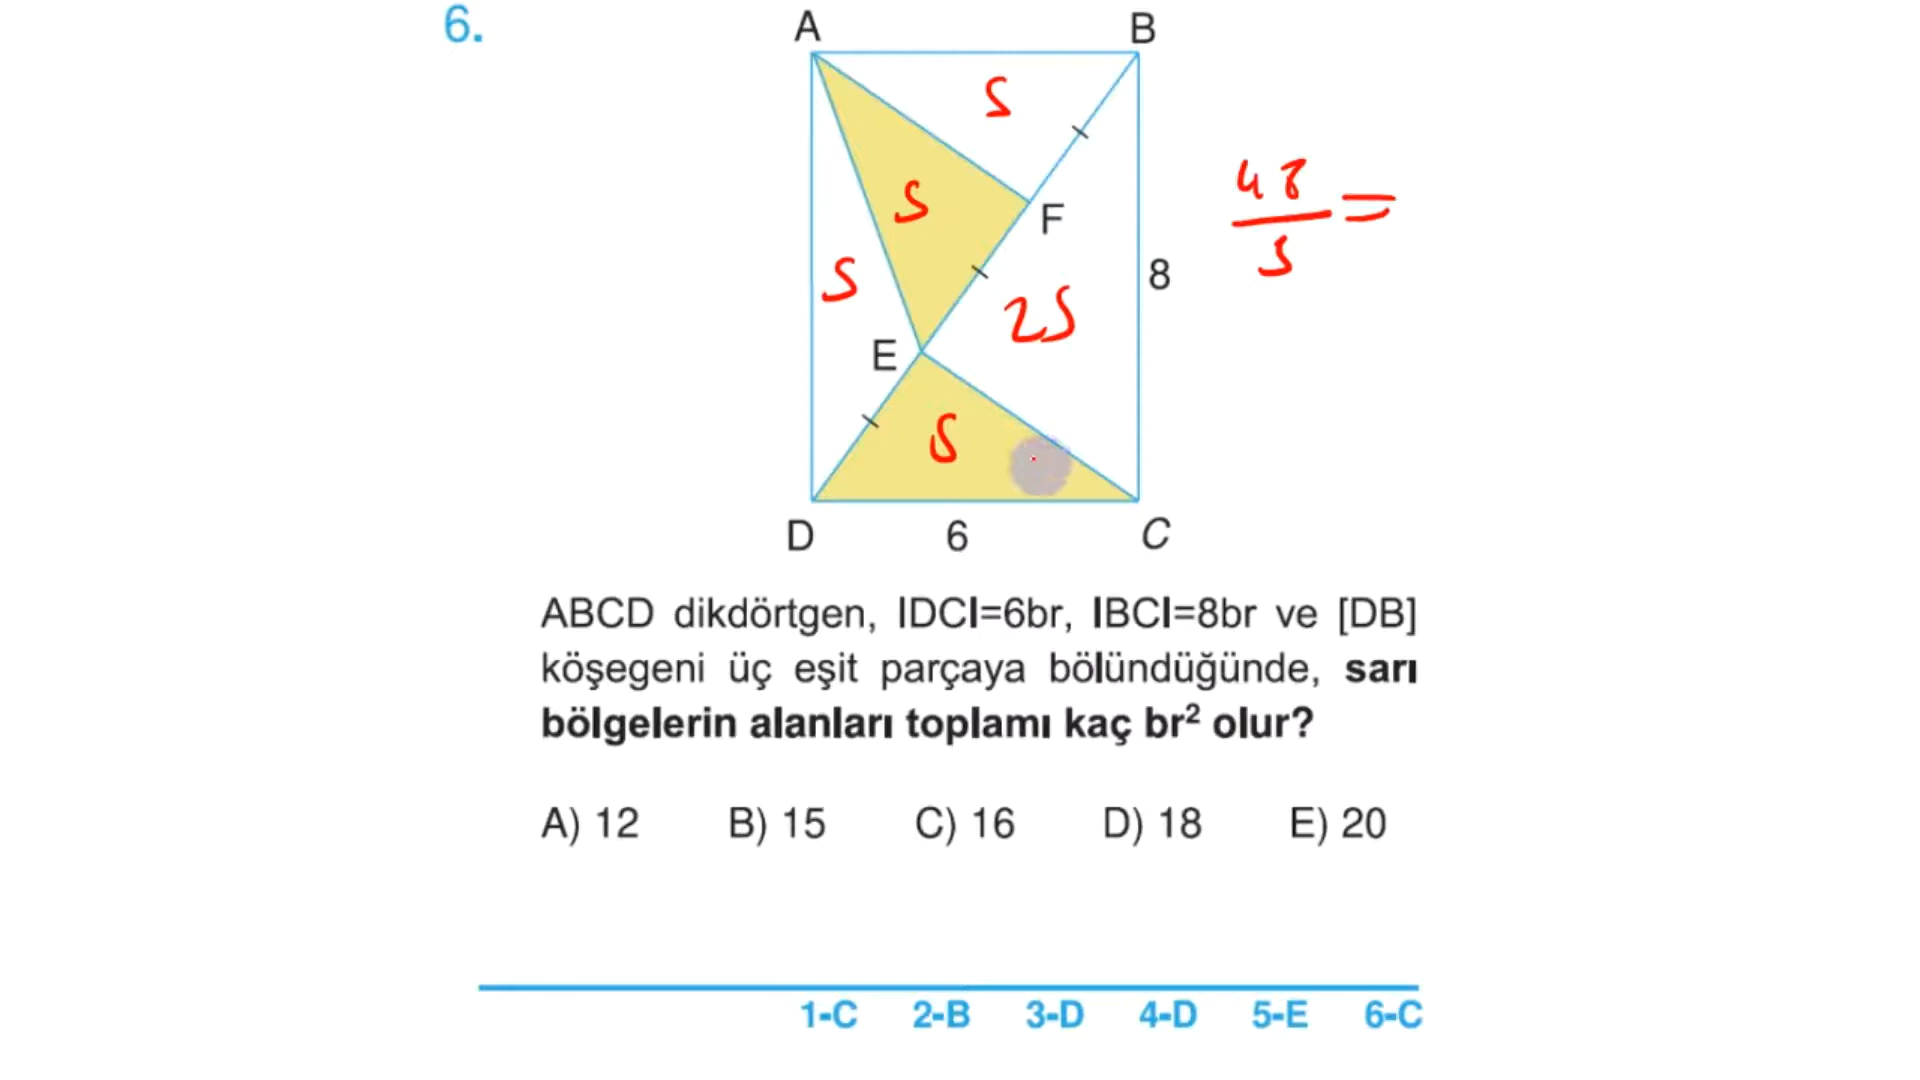 6.
A
B
S
S
F
48
3
=
S
2S
8
E
S
D
6
C
ABCD dikdörtgen, IDCI=6br, IBCI=8br ve [DB]
köşegeni üç eşit parçaya bölündüğünde, sarı
bölgelerin alanları toplamı kaç br² olur?
A) 12 B) 15 C) 16 D) 18 E) 20
1-C 2-B 3-D 4-D 5-E 6-C